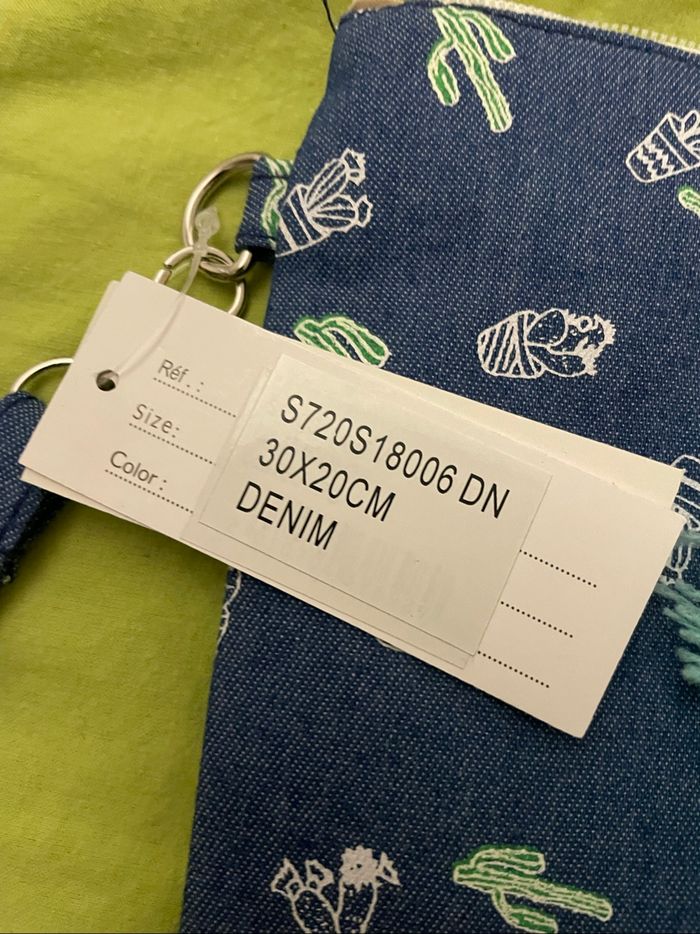 Réf. :
Size:
Color :
S720S18006 DN
30X20CM
DENIM